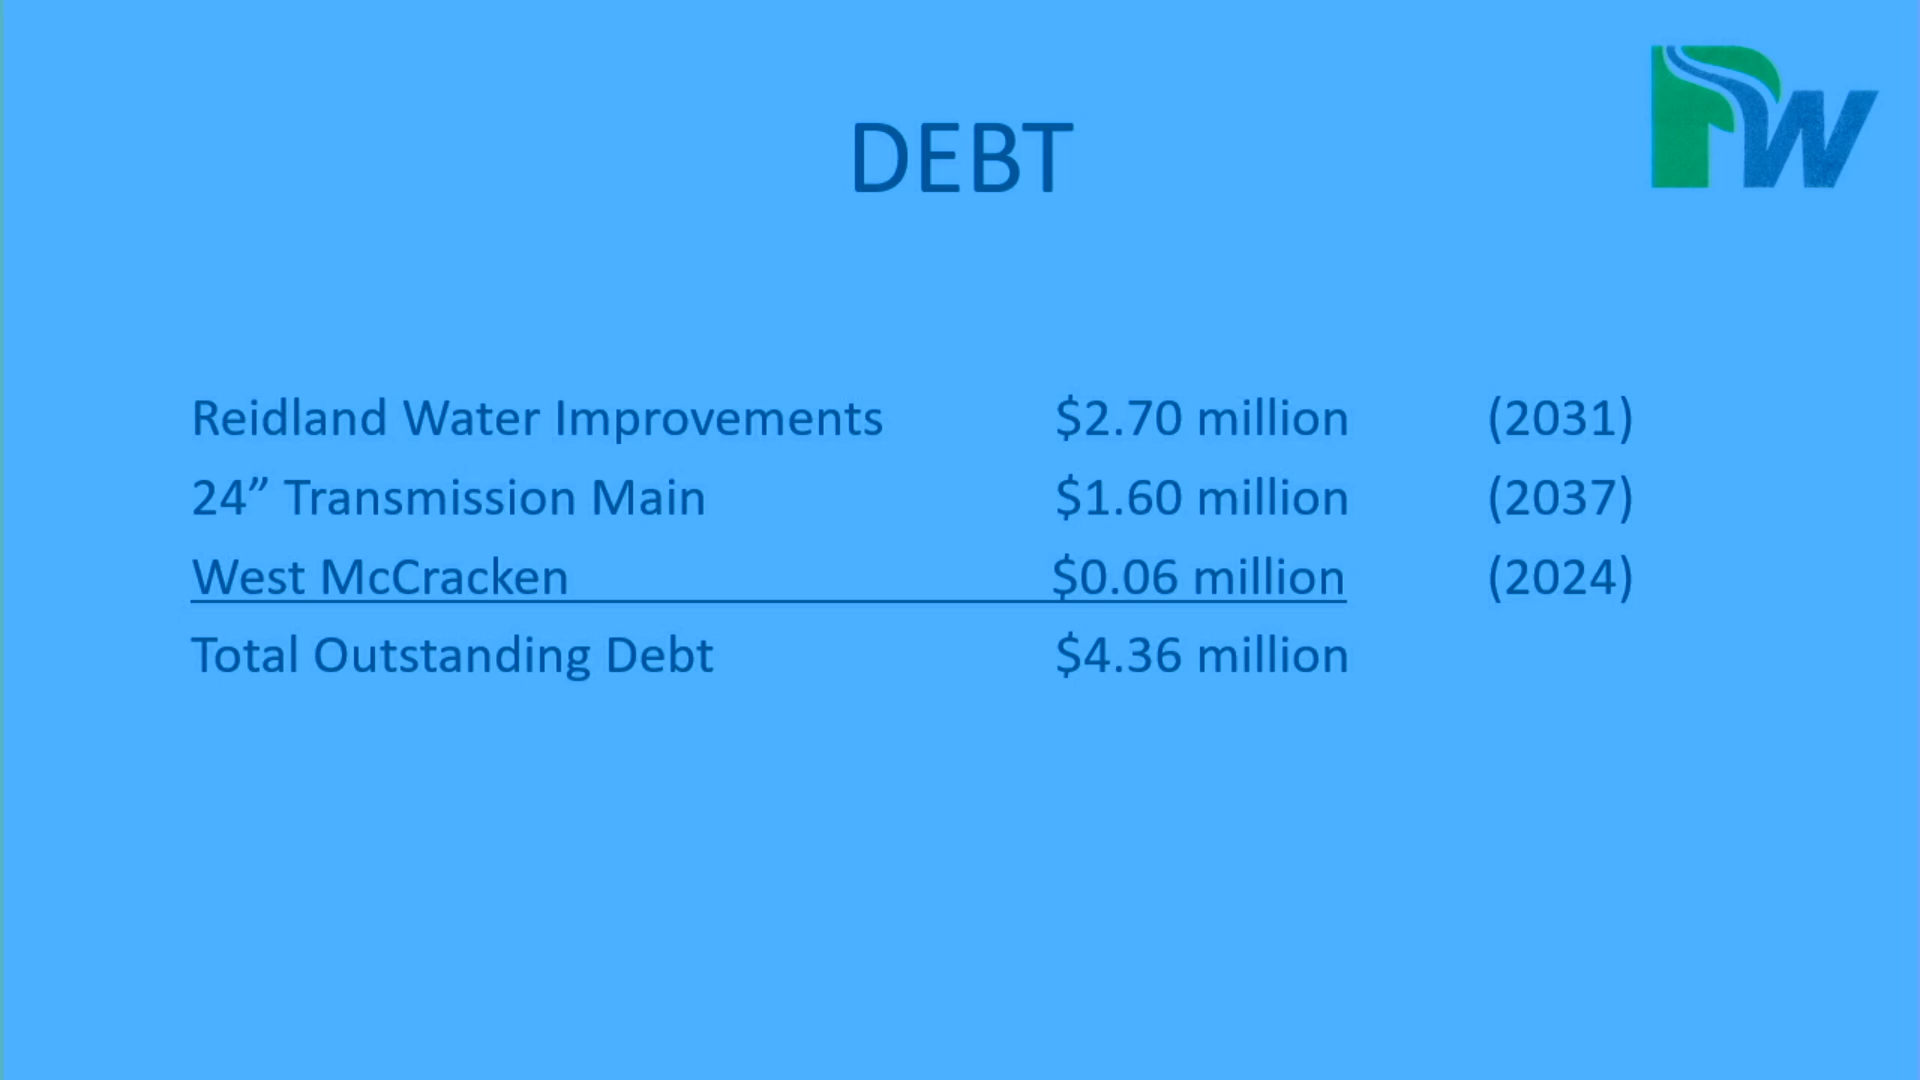 PW
DEBT
Reidland Water Improvements $2.70 million (2031)
24” Transmission Main $1.60 million (2037)
West McCracken $0.06 million (2024)
Total Outstanding Debt $4.36 million